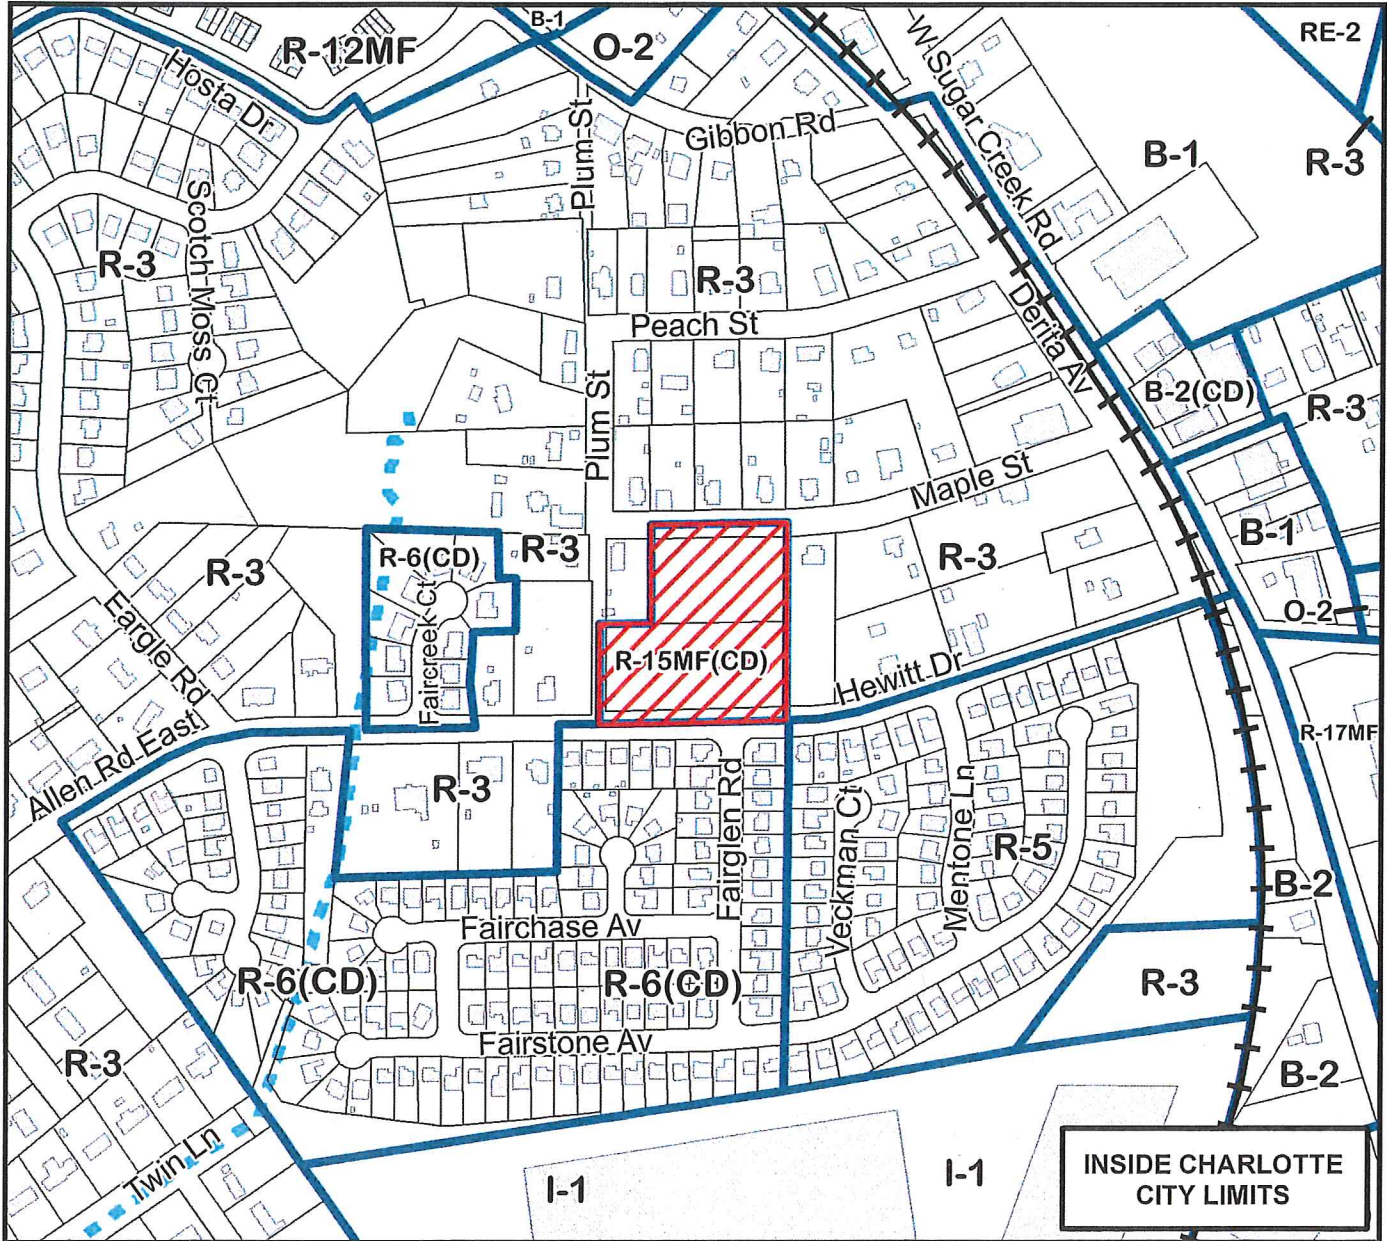 B-1
RE-2
R-12MF
O-2
W Sugar Creek Rd
Hosta Dr
Plum St
Gibbon Rd
B-1
R-3
Scotch Moss Ct
R-3
R-3
Peach St
Derita Av
Plum St
B-2(CD)
R-3
Maple St
B-1
R-6(CD)
R-3
R-3
R-3
Faircreek Ct
Eargle Rd
O-2
R-15MF(CD)
Hewitt Dr
Allen Rd East
R-17MF
R-3
Fairglen Rd
Veckman Ct
Mentone Ln
R-5
B-2
Fairchase Av
R-6(CD)
R-6(CD)
R-3
Fairstone Av
R-3
B-2
Twin Ln
I-1
I-1
INSIDE CHARLOTTE
CITY LIMITS